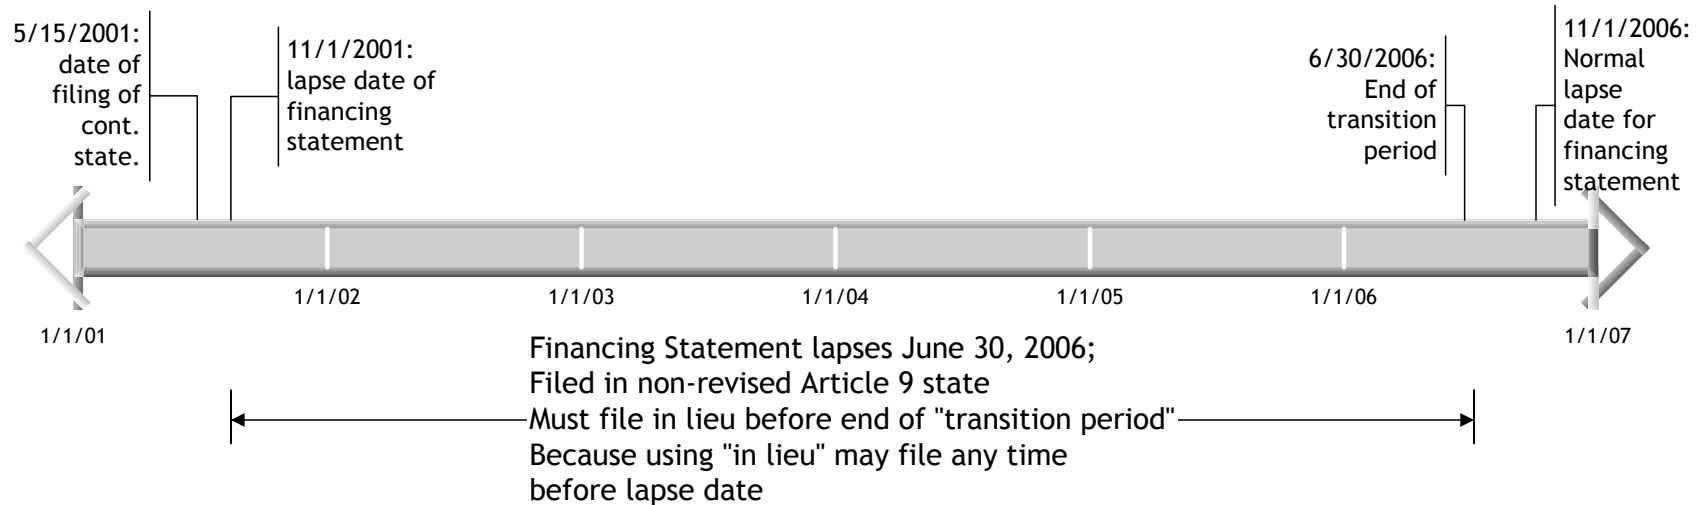 5/15/2001:
date of
filing of
cont.
state.
11/1/2001:
lapse date of
financing
statement
6/30/2006:
End of
transition
period
11/1/2006:
Normal
lapse
date for
financing
statement
1/1/02
1/1/03
1/1/04
1/1/05
1/1/06
1/1/01
1/1/07
Financing Statement lapses June 30, 2006;
Filed in non-revised Article 9 state
Must file in lieu before end of "transition period"
Because using "in lieu" may file any time
before lapse date